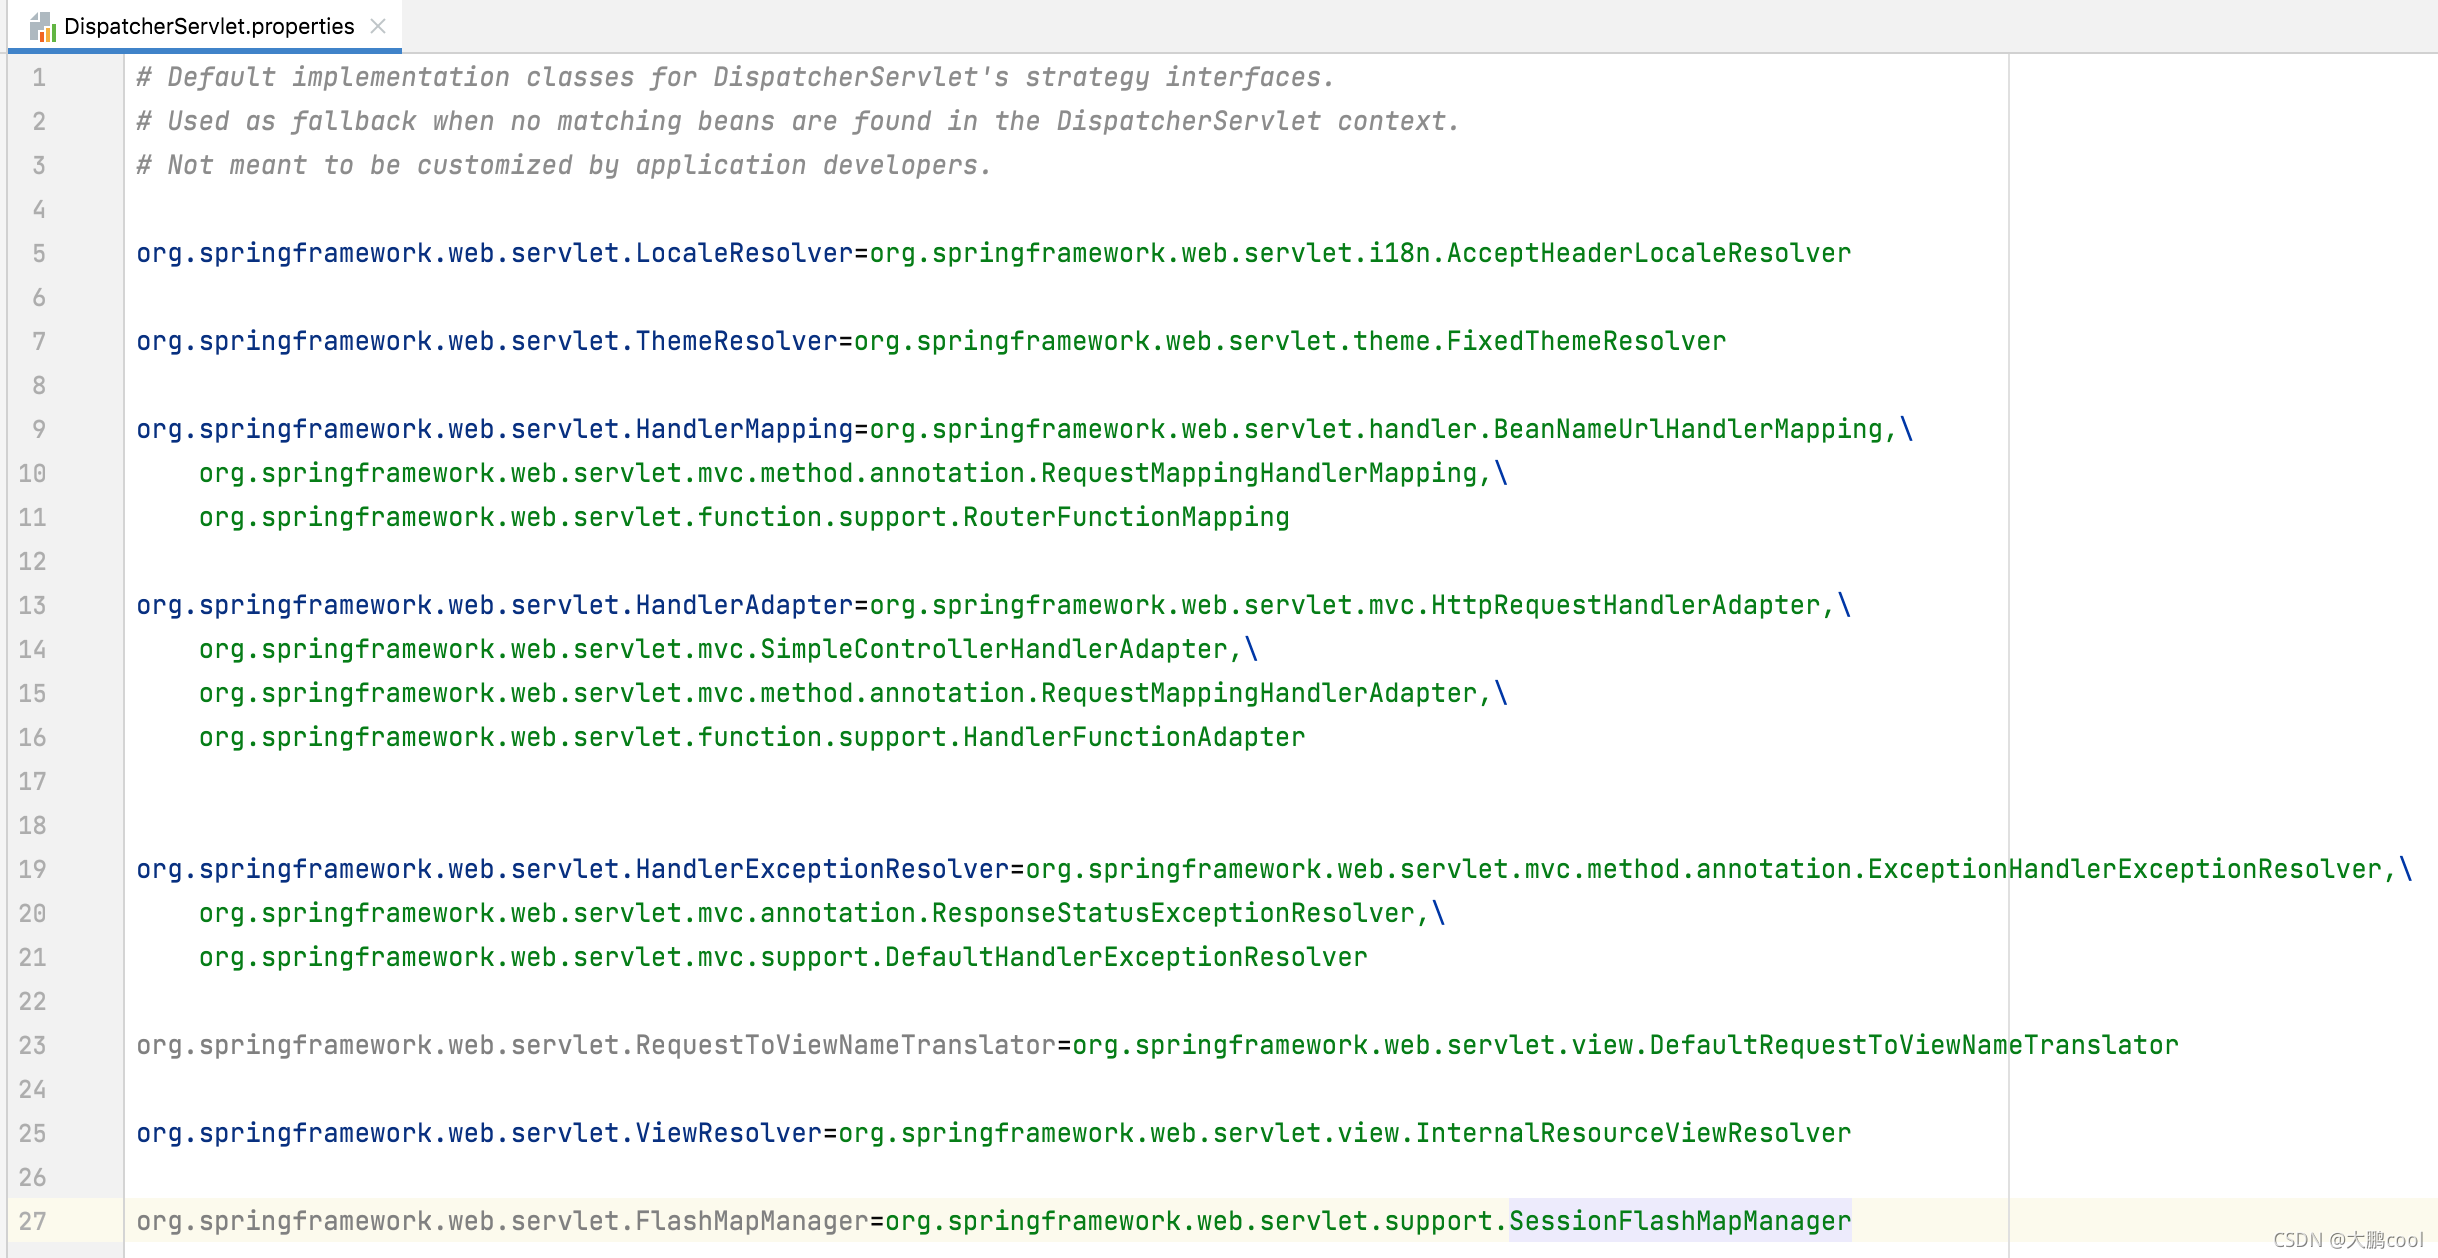 DispatcherServlet.properties
1 # Default implementation classes for DispatcherServlet's strategy interfaces.
2 # Used as fallback when no matching beans are found in the DispatcherServlet context.
3 # Not meant to be customized by application developers.
4
5 org.springframework.web.servlet.LocaleResolver=org.springframework.web.servlet.i18n.AcceptHeaderLocaleResolver
6
7 org.springframework.web.servlet.ThemeResolver=org.springframework.web.servlet.theme.FixedThemeResolver
8
9 org.springframework.web.servlet.HandlerMapping=org.springframework.web.servlet.handler.BeanNameUrlHandlerMapping,\
10 org.springframework.web.servlet.mvc.method.annotation.RequestMappingHandlerMapping,\
11 org.springframework.web.servlet.function.support.RouterFunctionMapping
12
13 org.springframework.web.servlet.HandlerAdapter=org.springframework.web.servlet.mvc.HttpRequestHandlerAdapter,\
14 org.springframework.web.servlet.mvc.SimpleControllerHandlerAdapter,\
15 org.springframework.web.servlet.mvc.method.annotation.RequestMappingHandlerAdapter,\
16 org.springframework.web.servlet.function.support.HandlerFunctionAdapter
17
18
19 org.springframework.web.servlet.HandlerExceptionResolver=org.springframework.web.servlet.mvc.method.annotation.ExceptionHandlerExceptionResolver,\
20 org.springframework.web.servlet.mvc.annotation.ResponseStatusExceptionResolver,\
21 org.springframework.web.servlet.mvc.support.DefaultHandlerExceptionResolver
22
23 org.springframework.web.servlet.RequestToViewNameTranslator=org.springframework.web.servlet.view.DefaultRequestToViewNameTranslator
24
25 org.springframework.web.servlet.ViewResolver=org.springframework.web.servlet.view.InternalResourceViewResolver
26
27 org.springframework.web.servlet.FlashMapManager=org.springframework.web.servlet.support.SessionFlashMapManager
CSDN @大鹏cool